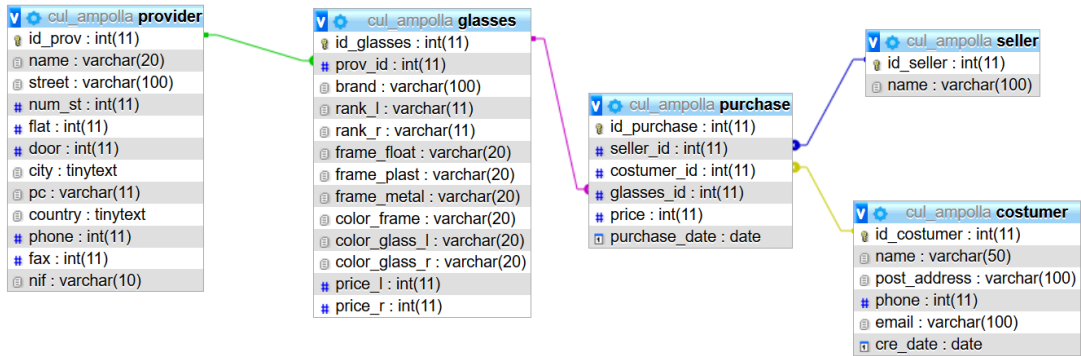 cul_ampolla provider
id_prov : int(11)
name : varchar(20)
street : varchar(100)
num_st : int(11)
flat : int(11)
door : int(11)
city : tinytext
pc : varchar(11)
country : tinytext
phone : int(11)
fax : int(11)
nif : varchar(10)
cul_ampolla glasses
id_glasses : int(11)
prov_id : int(11)
brand : varchar(100)
rank_l : varchar(11)
rank_r : varchar(11)
frame_float : varchar(20)
frame_plast : varchar(20)
frame_metal : varchar(20)
color_frame : varchar(20)
color_glass_l : varchar(20)
color_glass_r : varchar(20)
price_l : int(11)
price_r : int(11)
cul_ampolla purchase
id_purchase : int(11)
seller_id : int(11)
costumer_id : int(11)
glasses_id : int(11)
price : int(11)
purchase_date : date
cul_ampolla seller
id_seller : int(11)
name : varchar(100)
cul_ampolla costumer
id_costumer : int(11)
name : varchar(50)
post_address : varchar(100)
phone : int(11)
email : varchar(100)
cre_date : date